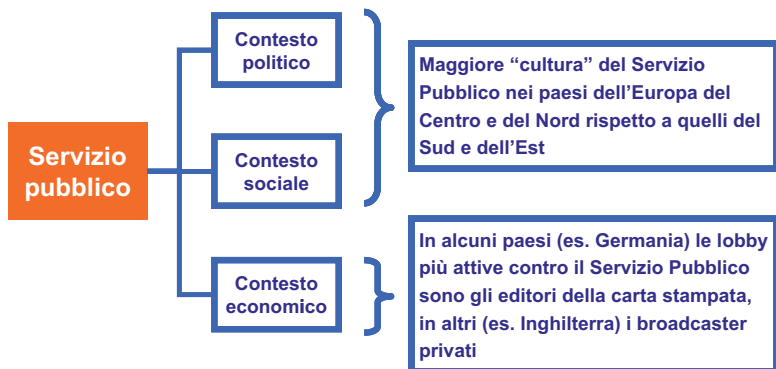 Servizio
pubblico
Contesto
politico
Contesto
sociale
Contesto
economico
Maggiore “cultura” del Servizio
Pubblico nei paesi dell’Europa del
Centro e del Nord rispetto a quelli del
Sud e dell’Est
In alcuni paesi (es. Germania) le lobby
più attive contro il Servizio Pubblico
sono gli editori della carta stampata,
in altri (es. Inghilterra) i broadcaster
privati